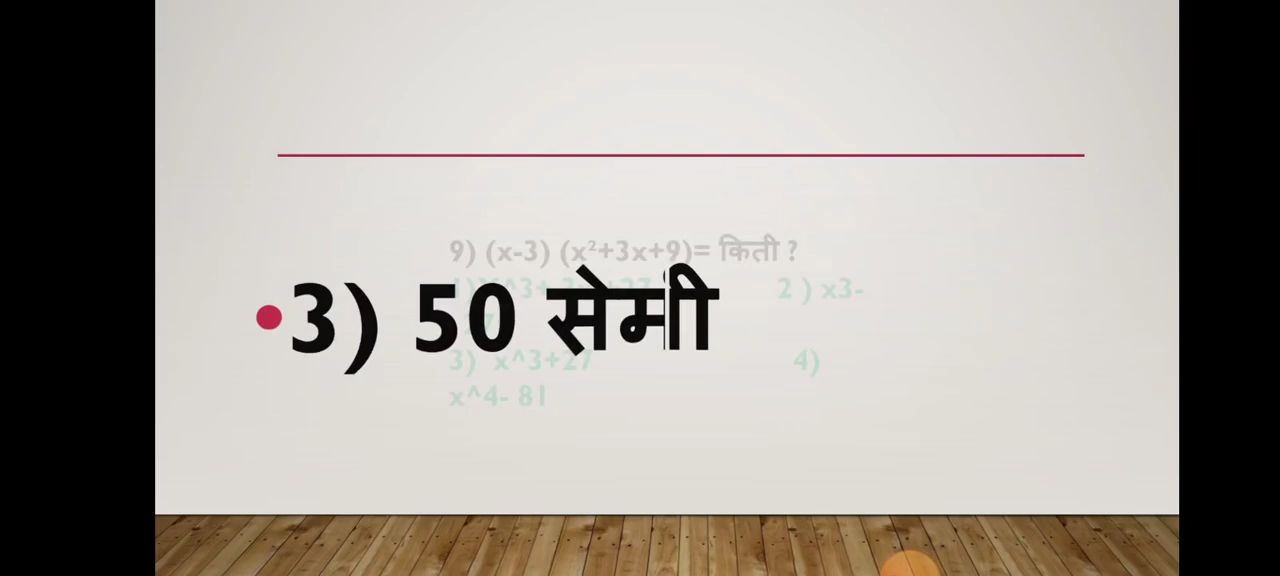 9) (x-3) (x²+3x+9)= किती ?
2 ) x3-
3) 50 सेमी
3) x^3+27 4)
x^4- 81